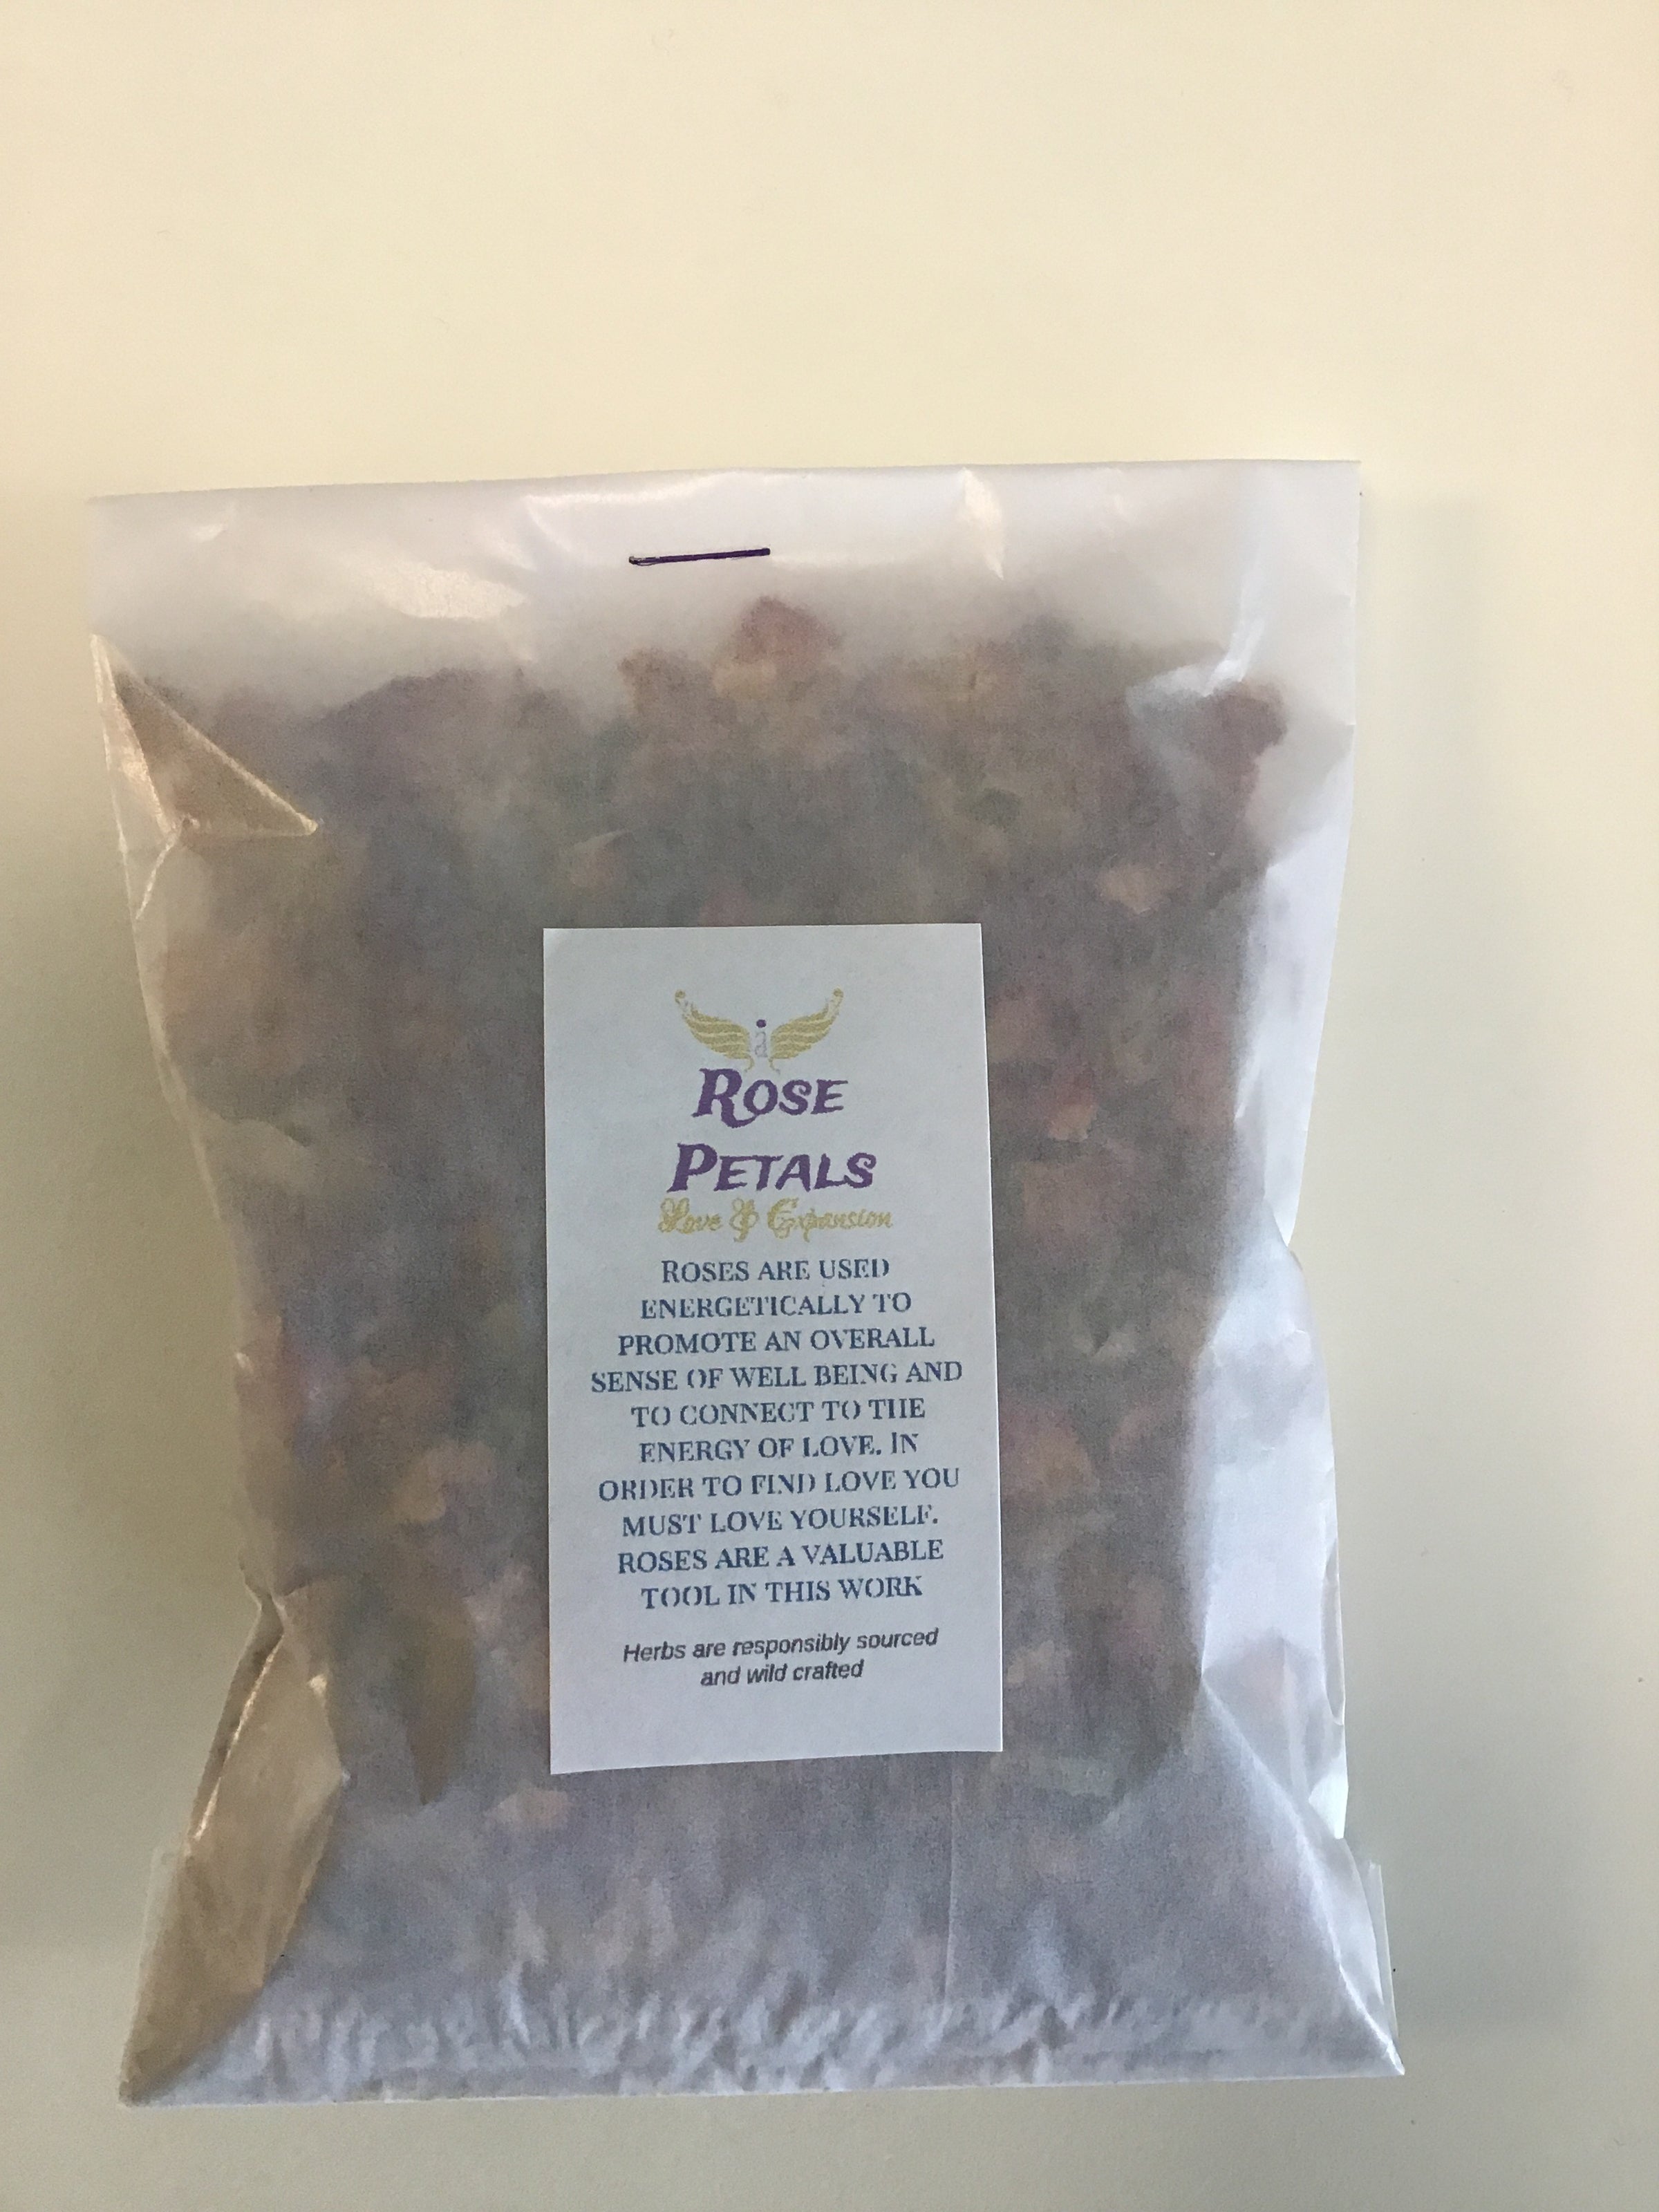 ROSE
PETALS
Love & Expansion
ROSES ARE USED
ENERGETICALLY TO
PROMOTE AN OVERALL
SENSE OF WELL BEING AND
TO CONNECT TO THE
ENERGY OF LOVE. IN
ORDER TO FIND LOVE YOU
MUST LOVE YOURSELF.
ROSES ARE A VALUABLE
TOOL IN THIS WORK
Herbs are responsibly sourced
and wild crafted